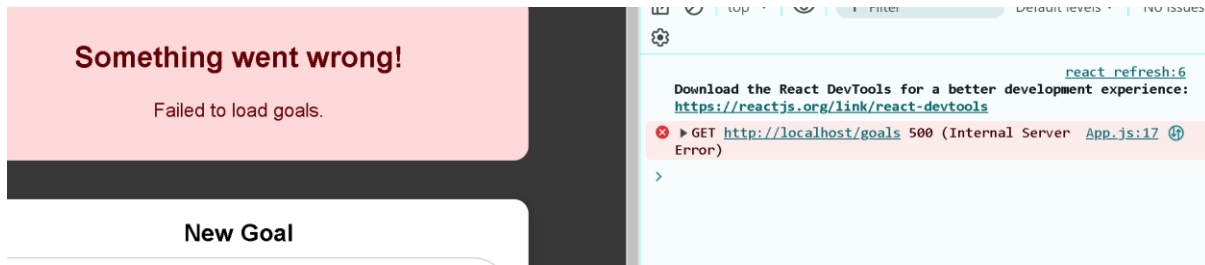 Something went wrong!
Failed to load goals.
New Goal
top
Filter
Default levels
No Issues
react refresh:6
Download the React DevTools for a better development experience:
https://reactjs.org/link/react-devtools
GET http://localhost/goals 500 (Internal Server App.js:17
Error)